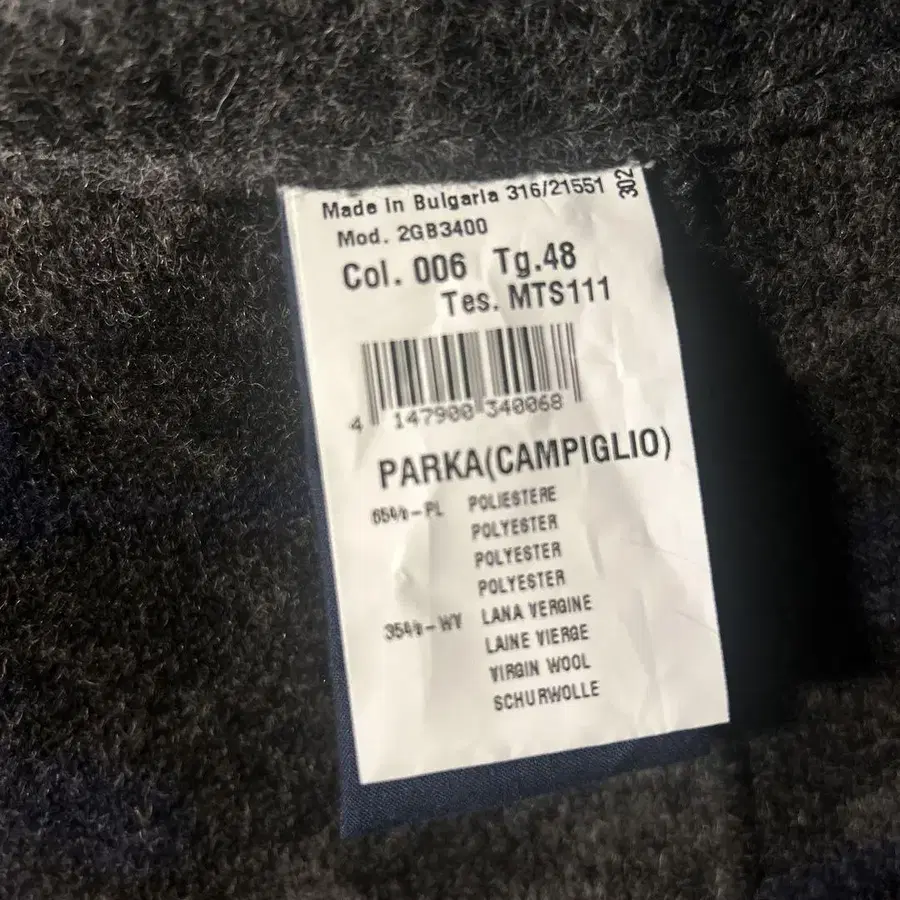 Made in Bulgaria 316/21551
302
Mod. 2GB3400
Col. 006 Tg.48
Tes. MTS111
4 147900 340068
PARKA(CAMPIGLIO)
65%-PL POLIESTERE
POLYESTER
POLYESTER
POLYESTER
35%-WV LANA VERGINE
LAINE VIERGE
VIRGIN WOOL
SCHURWOLLE